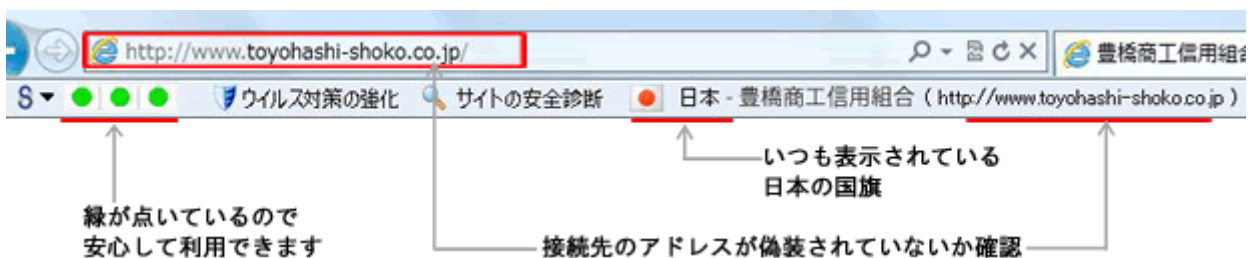 http://www.toyohashi-shoko.co.jp/
豊橋商工信用組合
S ウイルス対策の強化 サイトの安全診断 日本 - 豊橋商工信用組合 ( http://www.toyohashi-shoko.co.jp )
いつも表示されている
日本の国旗
緑が点いているので
安心して利用できます
接続先のアドレスが偽装されていないか確認